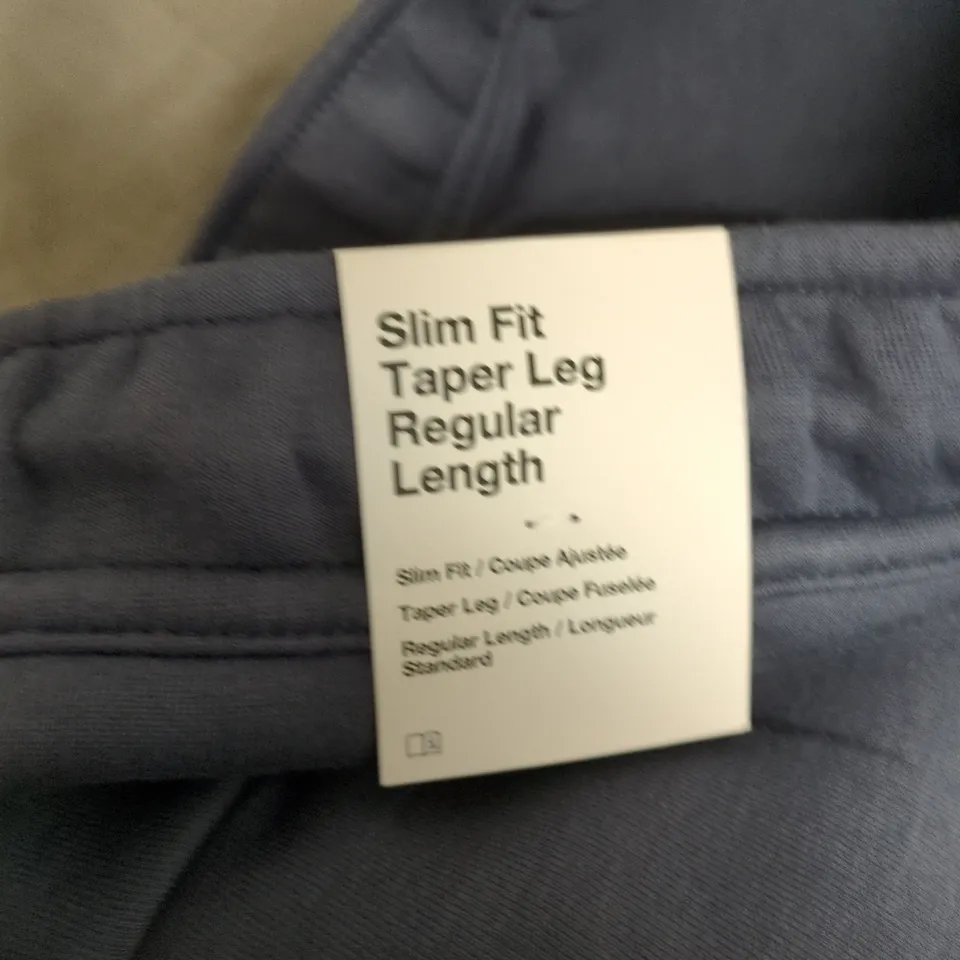 Slim Fit
Taper Leg
Regular
Length
Slim Fit / Coupe Ajustée
Taper Leg / Coupe Fuselée
Regular Length / Longueur
Standard